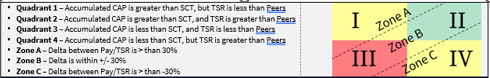 • Quadrant 1 – Accumulated CAP is greater than SCT, but TSR is less than Peers
• Quadrant 2 – Accumulated CAP is greater than SCT, and TSR is greater than Peers
• Quadrant 3 – Accumulated CAP is less than SCT, and TSR is less than Peers
• Quadrant 4 – Accumulated CAP is less than SCT, but TSR is greater than Peers
• Zone A – Delta between Pay/TSR is > than 30%
• Zone B – Delta is within +/- 30%
• Zone C – Delta between Pay/TSR is > than -30%
I
Zone A
II
Zone B
III
Zone C
IV